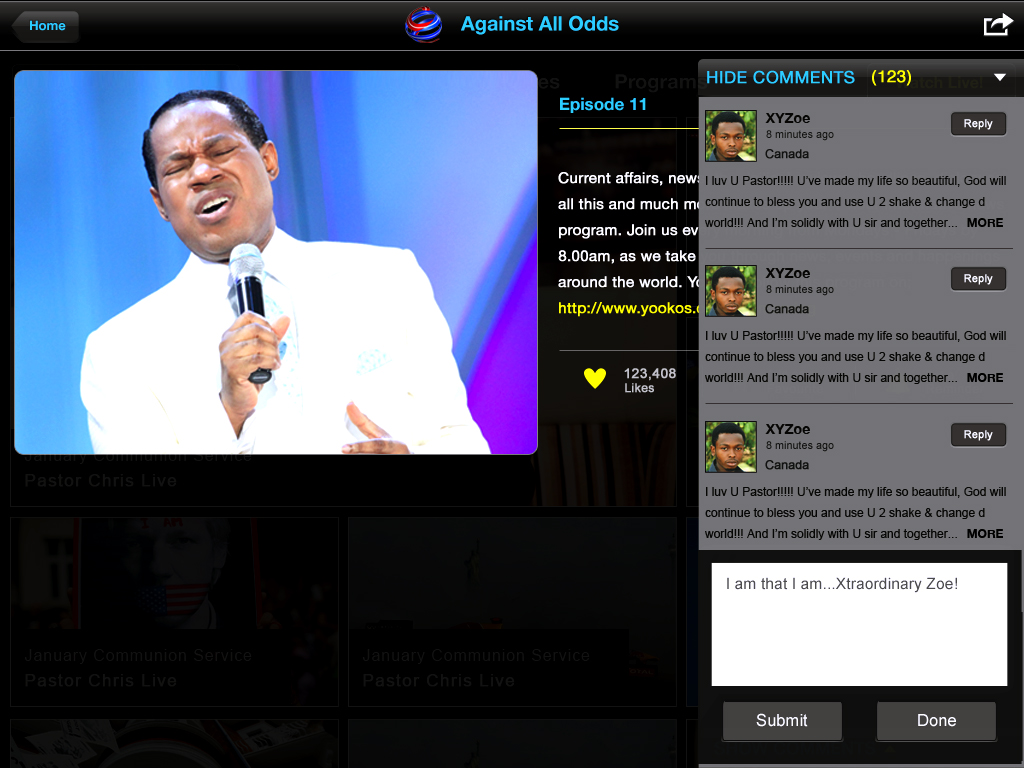 Home
Against All Odds
Programs
HIDE COMMENTS (123)
Episode 11
Current affairs, news
all this and much
program. Join us
8.00am, as we take
around the world.
http://www.yookos.
123,408
Likes
XYZoe
8 minutes ago
Canada
Reply
I luv U Pastor!!!!! U've made my life so beautiful, God will
continue to bless you and use U 2 shake & change d
world!!! And I'm solidly with U sir and together... MORE
XYZoe
8 minutes ago
Canada
Reply
I luv U Pastor!!!!! U've made my life so beautiful, God will
continue to bless you and use U 2 shake & change d
world!!! And I'm solidly with U sir and together... MORE
XYZoe
8 minutes ago
Canada
Reply
I luv U Pastor!!!!! U've made my life so beautiful, God will
continue to bless you and use U 2 shake & change d
world!!! And I'm solidly with U sir and together... MORE
I am that I am...Xtraordinary Zoe!
Submit
Done
January Communion Service
Pastor Chris Live
I AM
January Communion Service
Pastor Chris Live
January Communion Service
Pastor Chris Live